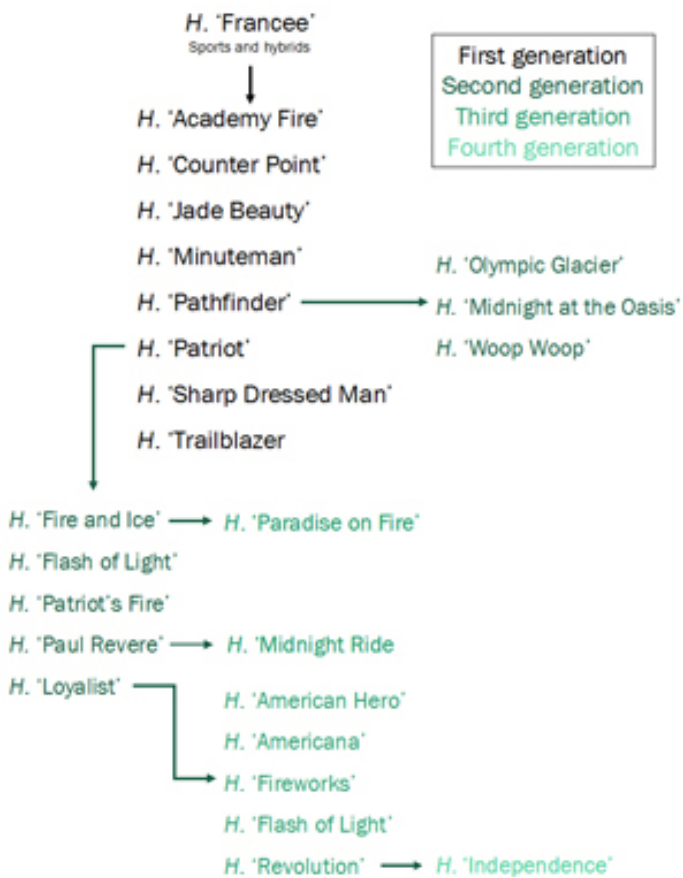 H. 'Francee'
Sports and hybrids
First generation
Second generation
Third generation
Fourth generation
H. 'Academy Fire'
H. 'Counter Point'
H. 'Jade Beauty'
H. 'Minuteman'
H. 'Pathfinder'
H. 'Patriot'
H. 'Sharp Dressed Man'
H. 'Trailblazer
H. 'Olympic Glacier'
H. 'Midnight at the Oasis'
H. 'Woop Woop'
H. 'Fire and Ice'
H. 'Paradise on Fire'
H. 'Flash of Light'
H. 'Patriot's Fire'
H. 'Paul Revere'
H. 'Midnight Ride
H. 'Loyalist'
H. 'American Hero'
H. 'Americana'
H. 'Fireworks'
H. 'Flash of Light'
H. 'Revolution'
H. 'Independence'